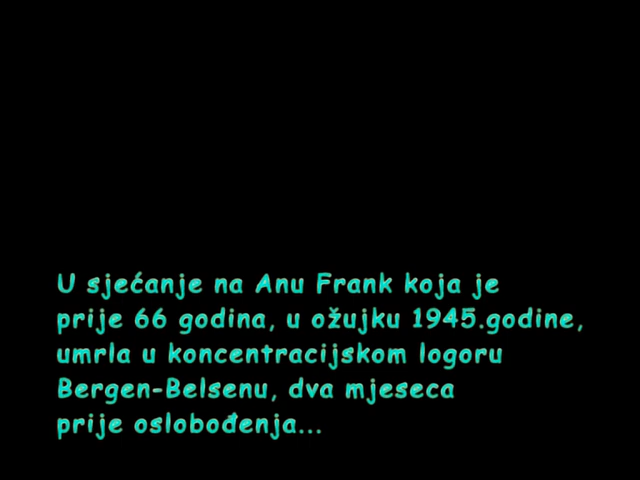 U sjećanje na Anu Frank koja je
prije 66 godina, u ožujku 1945.godine,
umrla u koncentracijskom logoru
Bergen-Belsenu, dva mjeseca
prije oslobođenja...